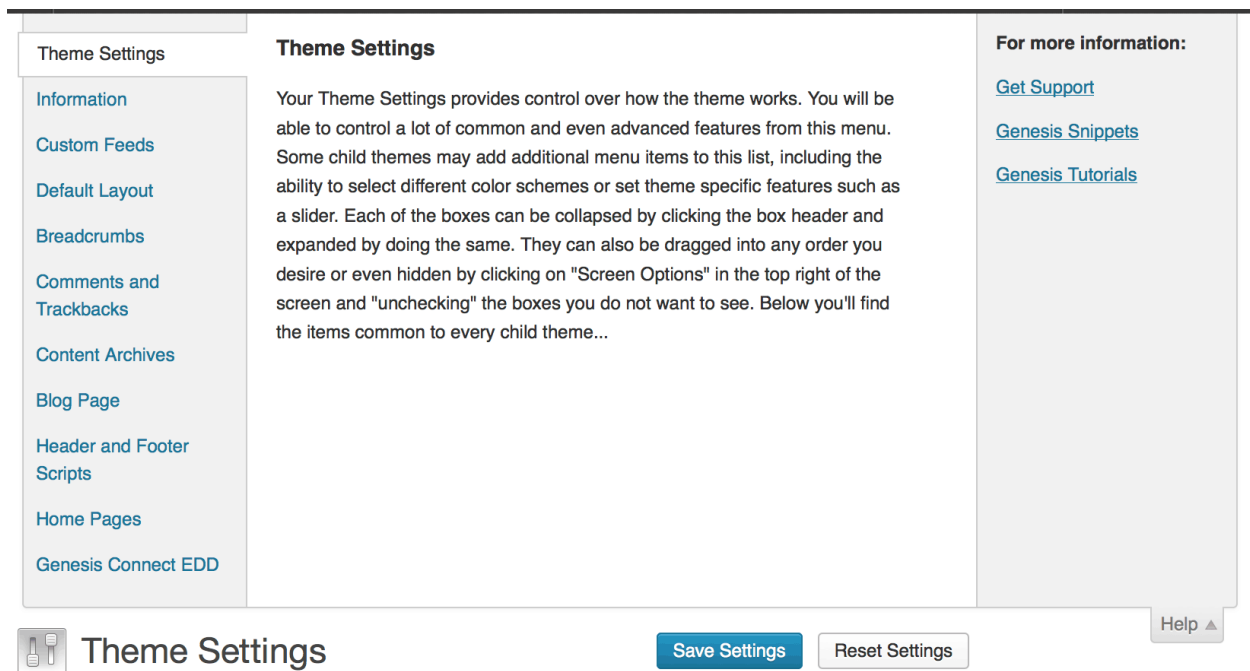 Theme Settings
Information
Custom Feeds
Default Layout
Breadcrumbs
Comments and
Trackbacks
Content Archives
Blog Page
Header and Footer
Scripts
Home Pages
Genesis Connect EDD
Theme Settings
Your Theme Settings provides control over how the theme works. You will be
able to control a lot of common and even advanced features from this menu.
Some child themes may add additional menu items to this list, including the
ability to select different color schemes or set theme specific features such as
a slider. Each of the boxes can be collapsed by clicking the box header and
expanded by doing the same. They can also be dragged into any order you
desire or even hidden by clicking on "Screen Options" in the top right of the
screen and "unchecking" the boxes you do not want to see. Below you'll find
the items common to every child theme...
For more information:
Get Support
Genesis Snippets
Genesis Tutorials
Help
Theme Settings
Save Settings
Reset Settings